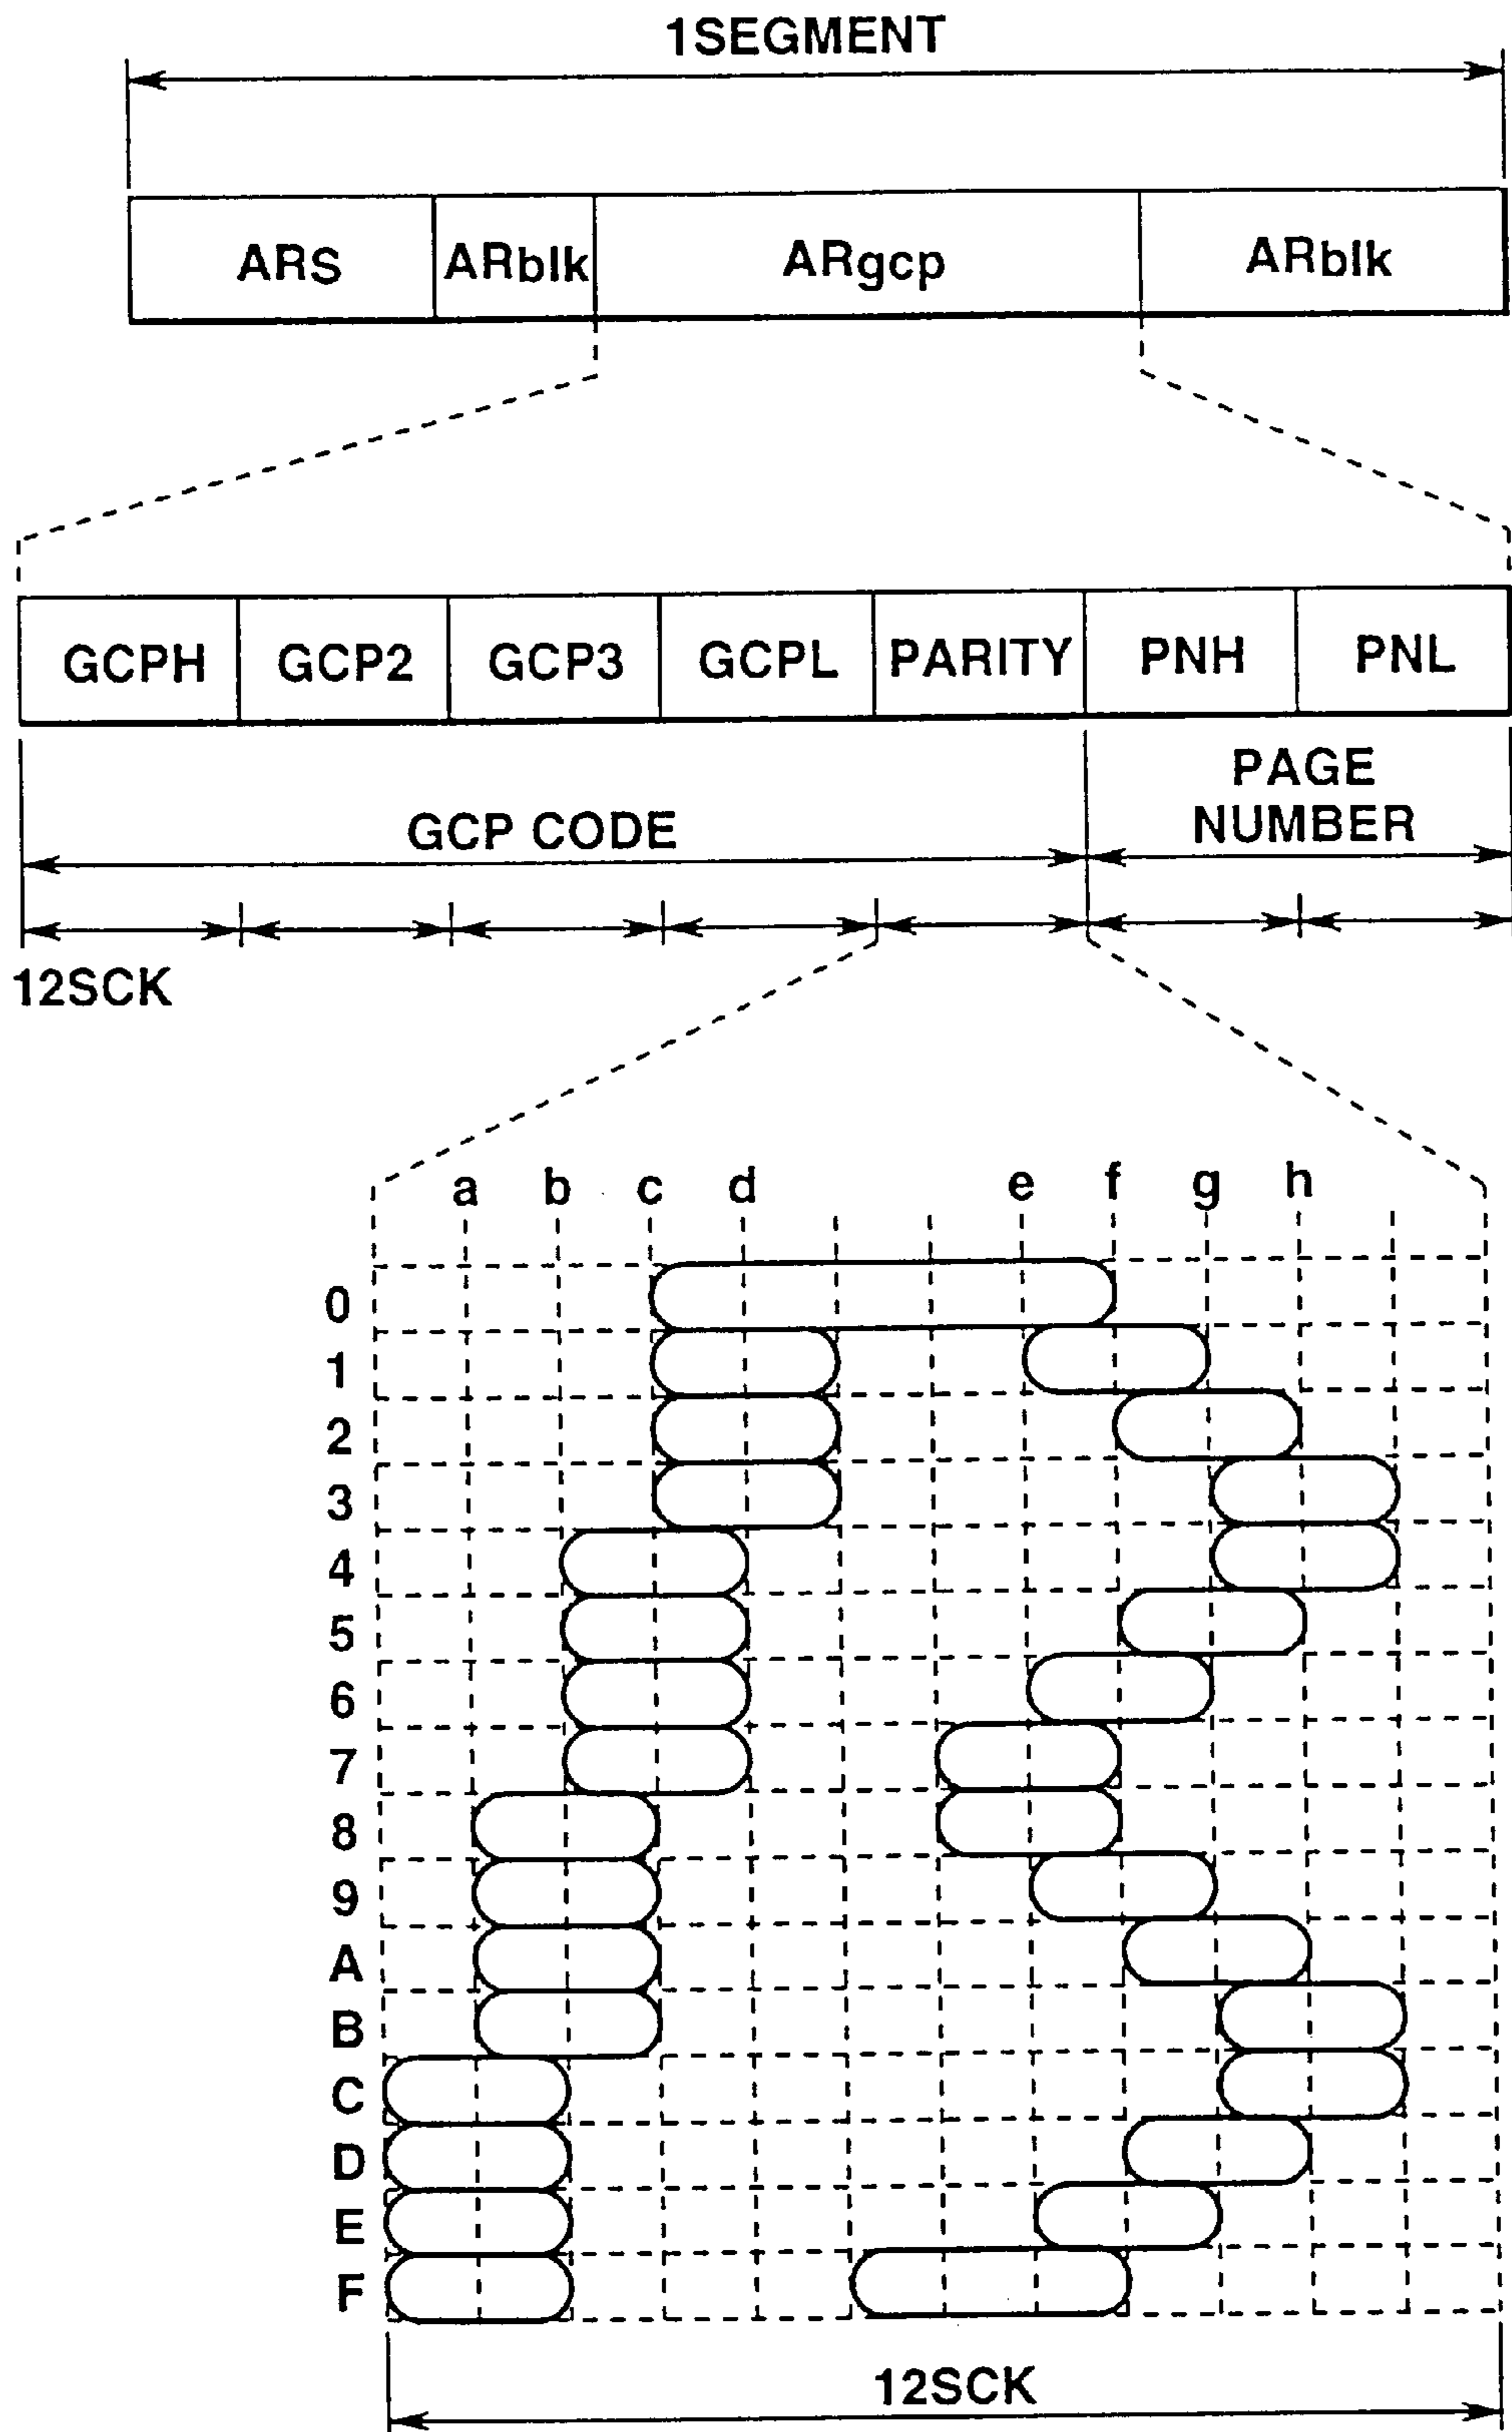 1SEGMENT
ARS ARblk ARgcp ARblk
GCPH GCP2 GCP3 GCPL PARITY PNH PNL
PAGE
NUMBER
GCP CODE
12SCK
a b c d e f g h
0
1
2
3
4
5
6
7
8
9
A
B
C
D
E
F
12SCK